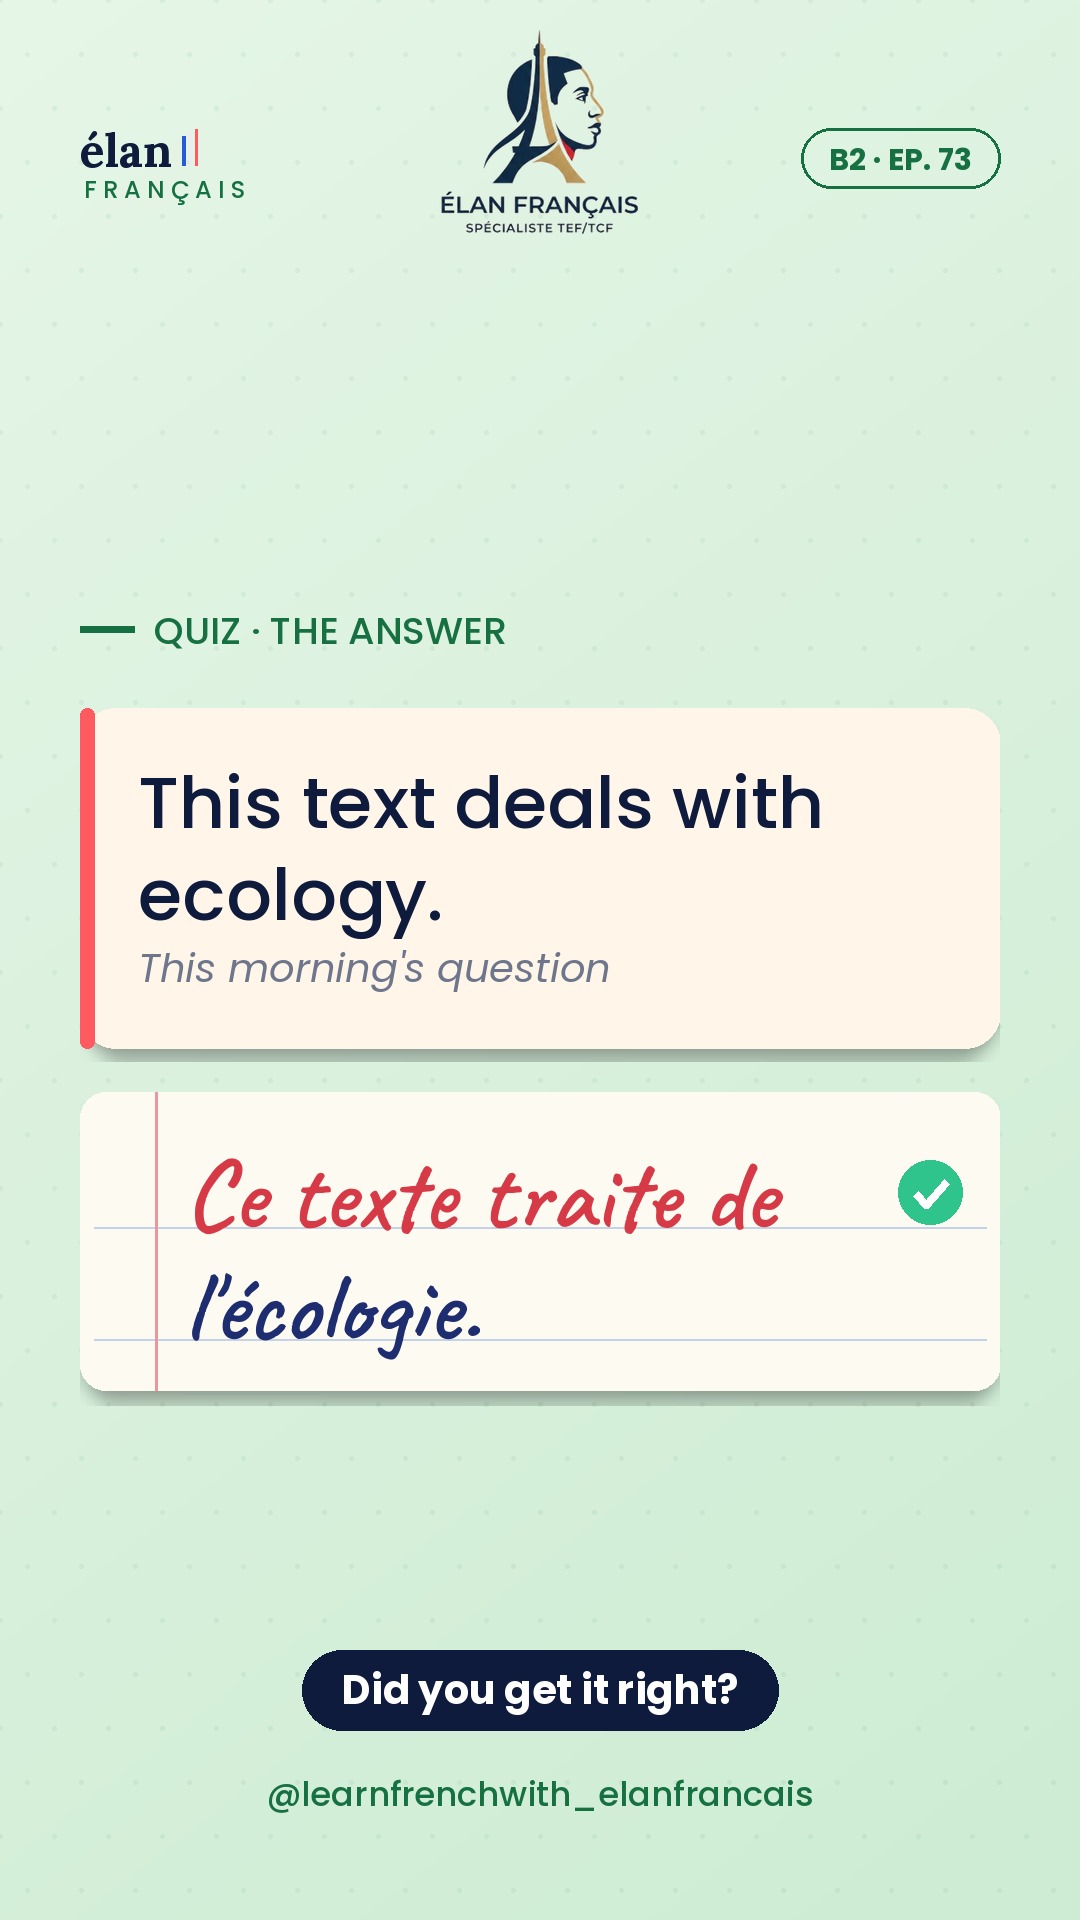 élan
FRANÇAIS
ÉLAN FRANÇAIS
SPÉCIALISTE TEF/TCF
B2 · EP. 73
QUIZ · THE ANSWER
This text deals with
ecology.
This morning's question
Ce texte traite de
l'écologie.
Did you get it right?
@learnfrenchwith_elanfrancais